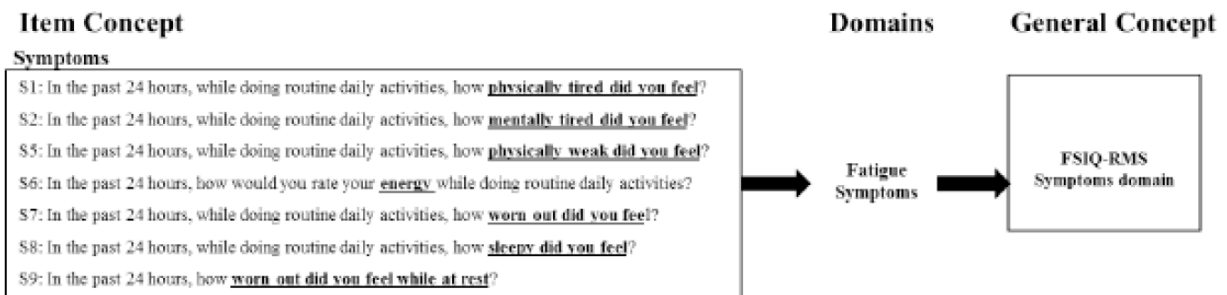 Item Concept
Domains
General Concept
Symptoms
S1: In the past 24 hours, while doing routine daily activities, how physically tired did you feel?
S2: In the past 24 hours, while doing routine daily activities, how mentally tired did you feel?
S5: In the past 24 hours, while doing routine daily activities, how physically weak did you feel?
S6: In the past 24 hours, how would you rate your energy while doing routine daily activities?
S7: In the past 24 hours, while doing routine daily activities, how worn out did you feel?
S8: In the past 24 hours, while doing routine daily activities, how sleepy did you feel?
S9: In the past 24 hours, how worn out did you feel while at rest?
Fatigue
Symptoms
FSIQ-RMS
Symptoms domain